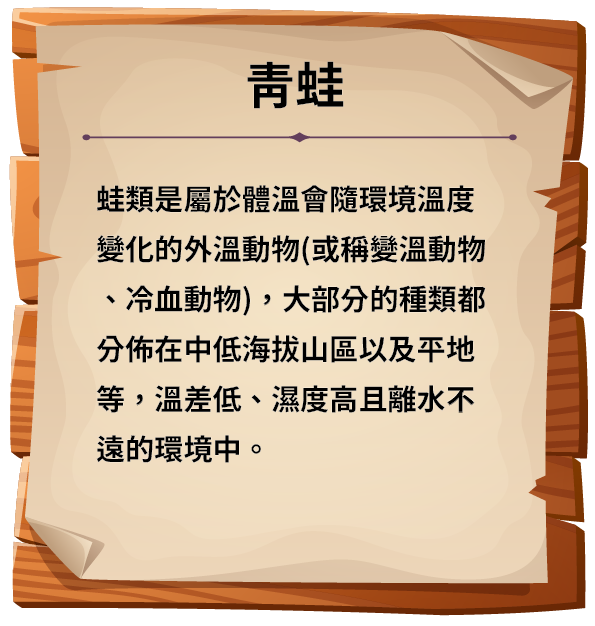 青蛙
蛙類是屬於體溫會隨環境溫度
變化的外溫動物(或稱變溫動物
、冷血動物)，大部分的種類都
分佈在中低海拔山區以及平地
等，溫差低、濕度高且離水不
遠的環境中。